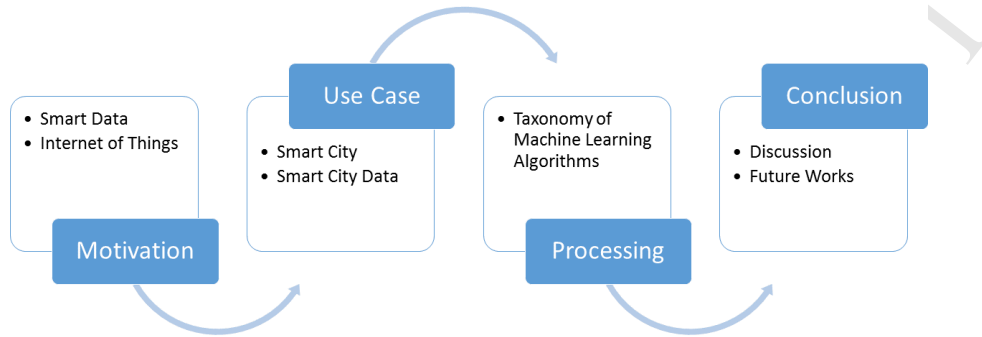 • Smart Data
• Internet of Things
Motivation
Use Case
• Smart City
• Smart City Data
• Taxonomy of
Machine Learning
Algorithms
Processing
Conclusion
• Discussion
• Future Works